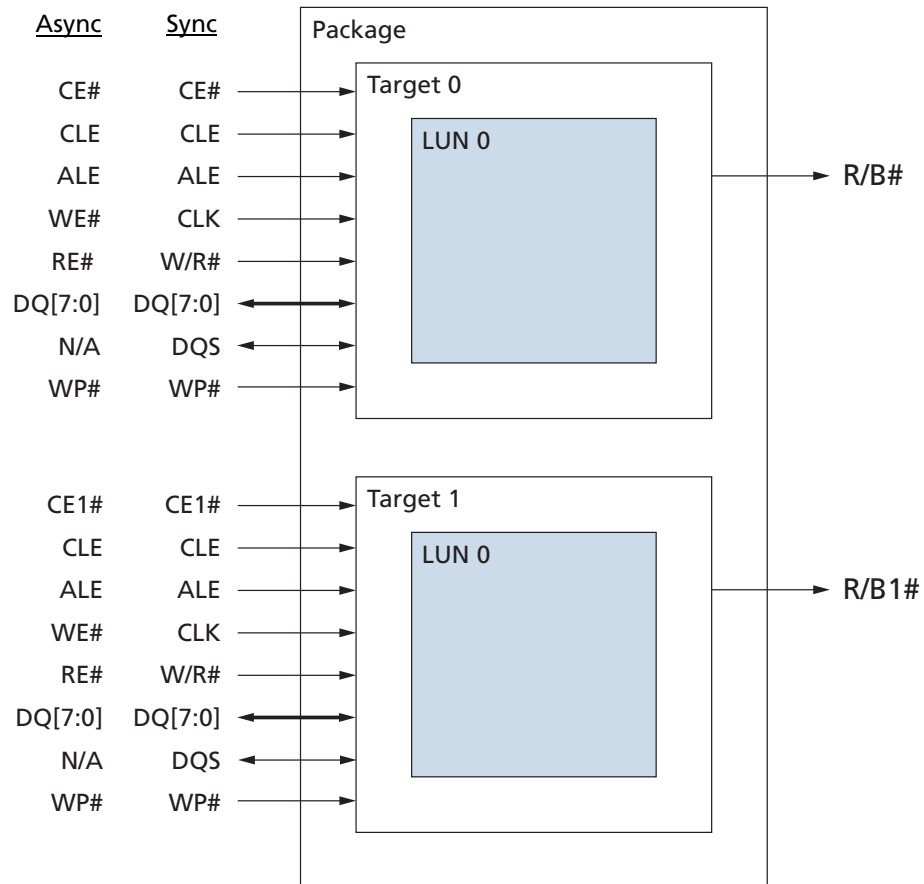 Async Sync
Package
Target 0
CE# CE#
LUN 0
CLE CLE
ALE ALE
R/B#
WE# CLK
RE# W/R#
DQ[7:0] DQ[7:0]
N/A DQS
WP# WP#
Target 1
CE1# CE1#
LUN 0
CLE CLE
ALE ALE
R/B1#
WE# CLK
RE# W/R#
DQ[7:0] DQ[7:0]
N/A DQS
WP# WP#